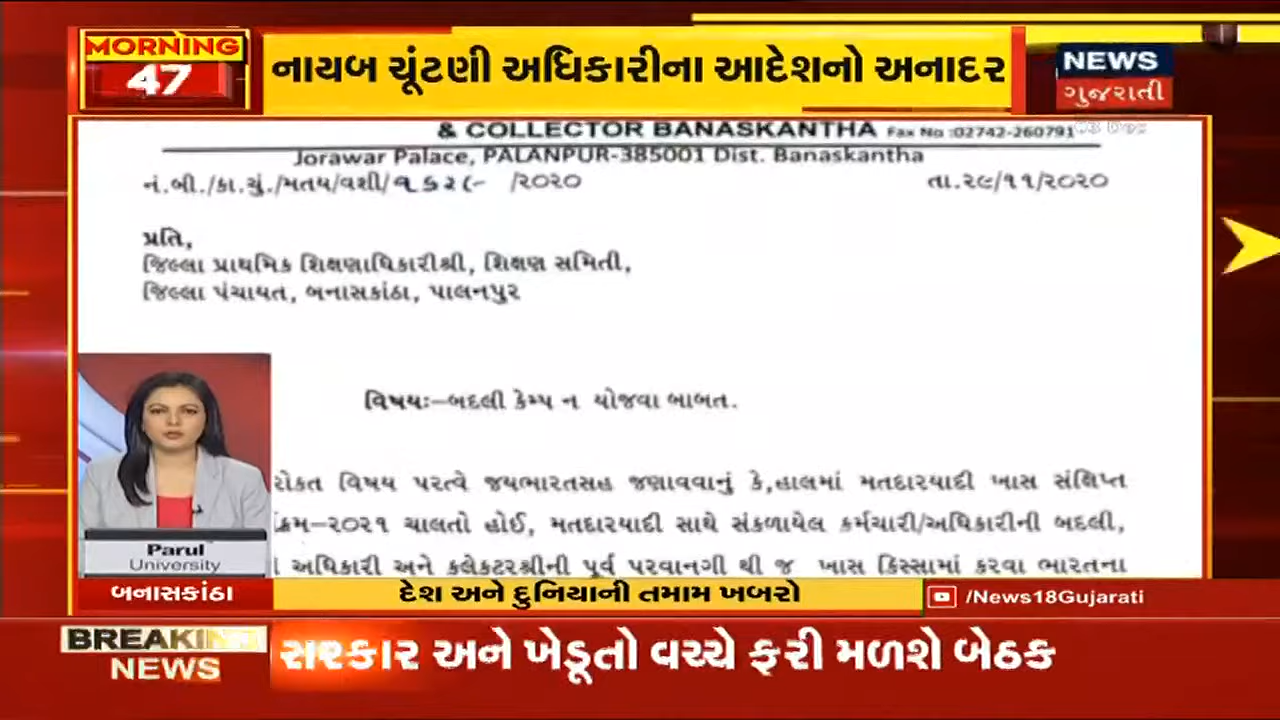 MORNING
47
નાયબ ચૂંટણી અધિકારીના આદેશનો અનાદર
NEWS
ગુજરાતી
03 Dec
& COLLECTOR BANASKANTHA Fax No :02742-260791
Jorawar Palace, PALANPUR-385001 Dist. Banaskantha
નં.બી./કા.ચું./મતય/વશી/ /૨૦૨૦ તા.૨૯/૧૧/૨૦૨૦
પ્રતિ,
જિલ્લા પ્રાથમિક શિક્ષણાધિકારીશ્રી, શિક્ષણ સમિતી,
જિલ્લા પંચાયત, બનાસકાંઠા, પાલનપુર
વિષયઃ-બદલી કેમ્પ ન યોજવા બાબત.
રોકત વિષય પરત્વે જયભારતસહ જણાવવાનું કે,હાલમાં મતદારયાદી ખાસ સંક્ષિપ્ત
ક્રમ-૨૦૨૧ ચાલતો હોઈ, મતદારયાદી સાથે સંકળાયેલ કર્મચારી/અધિકારીની બદલી,
અધિકારી અને કલેકટરશ્રીની પૂર્વ પરવાનગી થી જ ખાસ કિસ્સામાં કરવા ભારતના
Parul
University
બનાસકાંઠા
દેશ અને દુનિયાની તમામ ખબરો
/News18Gujarati
BREAKING
NEWS
સરકાર અને ખેડૂતો વચ્ચે ફરી મળશે બેઠક